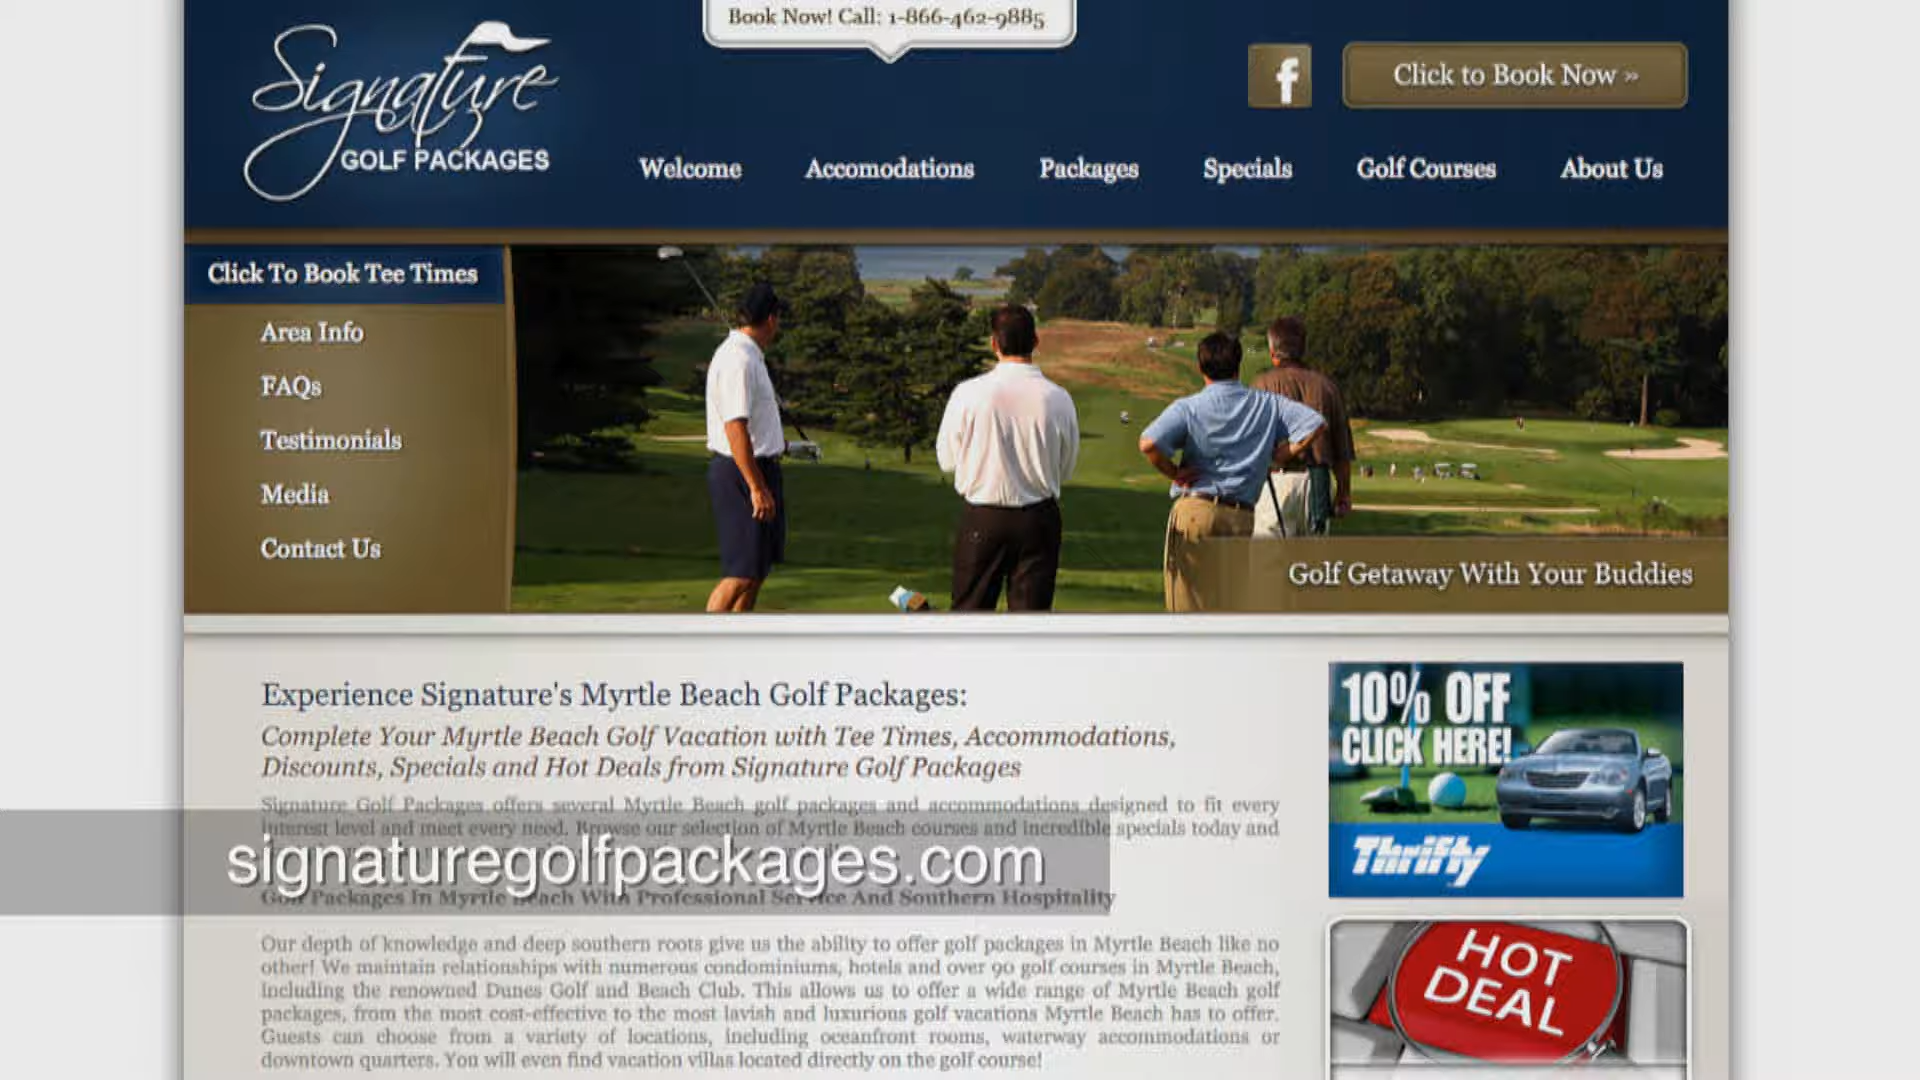 Book Now! Call: 1-866-462-9885
Signature
GOLF PACKAGES
Click to Book Now »
Welcome
Accomodations
Packages
Specials
Golf Courses
About Us
Click To Book Tee Times
Area Info
FAQs
Testimonials
Media
Contact Us
Golf Getaway With Your Buddies
Experience Signature's Myrtle Beach Golf Packages:
Complete Your Myrtle Beach Golf Vacation with Tee Times, Accommodations,
Discounts, Specials and Hot Deals from Signature Golf Packages
Signature Golf Packages offers several Myrtle Beach golf packages and accommodations designed to fit every
interest level and meet every need. Browse our selection of Myrtle Beach courses and incredible specials today and
signaturegolfpackages.com
Golf Packages In Myrtle Beach With Professional Service And Southern Hospitality
Our depth of knowledge and deep southern roots give us the ability to offer golf packages in Myrtle Beach like no
other! We maintain relationships with numerous condominiums, hotels and over 90 golf courses in Myrtle Beach,
including the renowned Dunes Golf and Beach Club. This allows us to offer a wide range of Myrtle Beach golf
packages, from the most cost-effective to the most lavish and luxurious golf vacations Myrtle Beach has to offer.
Guests can choose from a variety of locations, including oceanfront rooms, waterway accommodations or
downtown quarters. You will even find vacation villas located directly on the golf course!
10% OFF
CLICK HERE!
Thrifty
HOT
DEAL